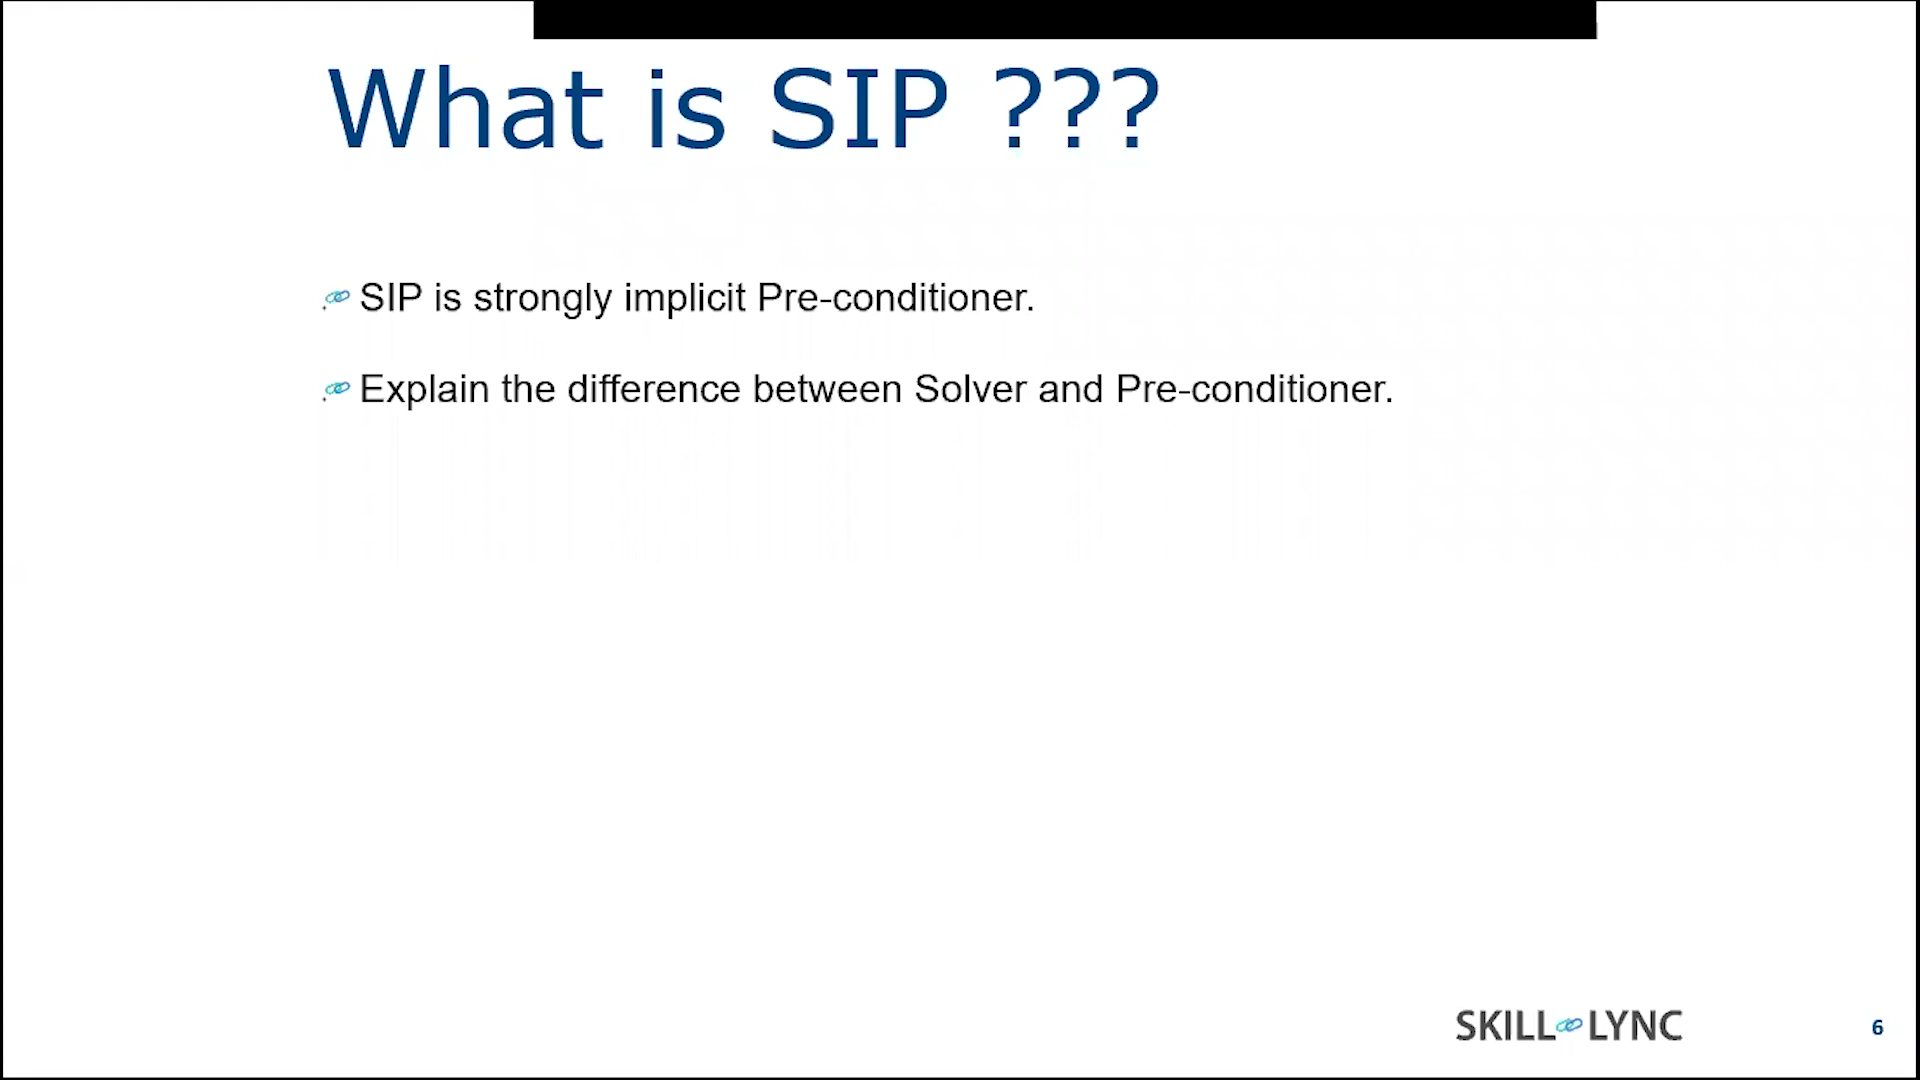 What is SIP ???
SIP is strongly implicit Pre-conditioner.
Explain the difference between Solver and Pre-conditioner.
SKILL LYNC
6